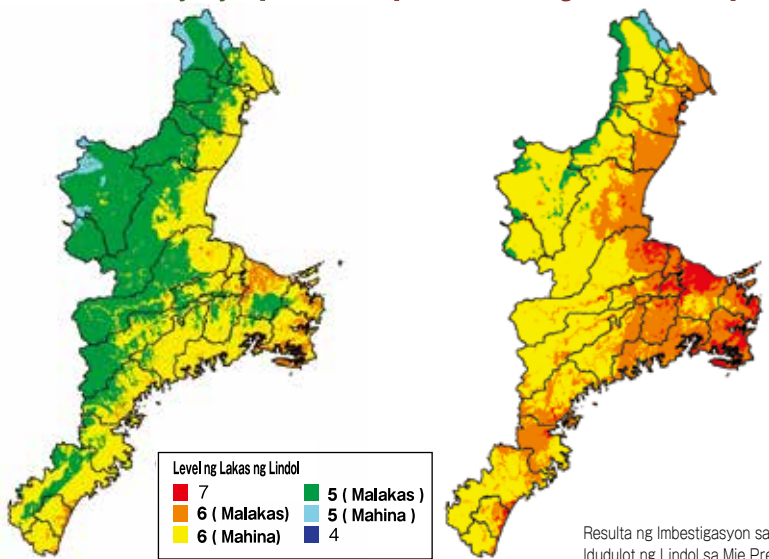 Level ng Lakas ng Lindol
7
6 ( Malakas)
6 ( Mahina)
5 ( Malakas )
5 ( Mahina )
4
Resulta ng Imbestigasyon sa
Idudulot ng Lindol sa Mie Pre